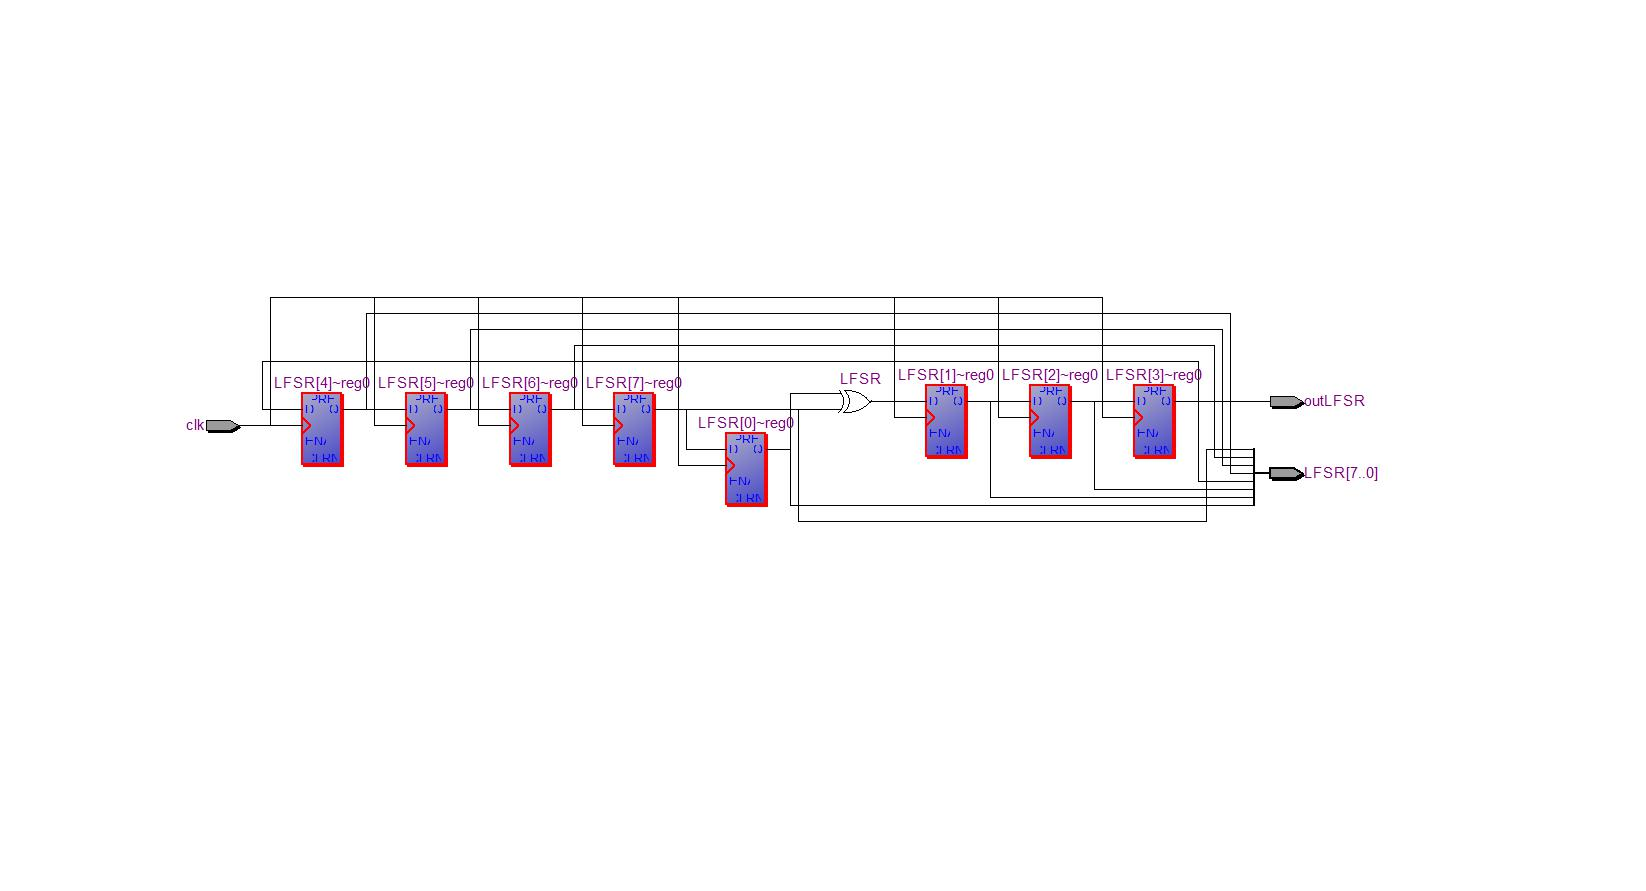 LFSR
LFSR[1]~reg0
LFSR[2]~reg0
LFSR[3]~reg0
LFSR[4]~reg0
LFSR[5]~reg0
LFSR[6]~reg0
LFSR[7]~reg0
LFSR[0]~reg0
clk
outLFSR
LFSR[7..0]
D Q
D Q
D Q
D Q
D Q
D Q
D Q
D Q